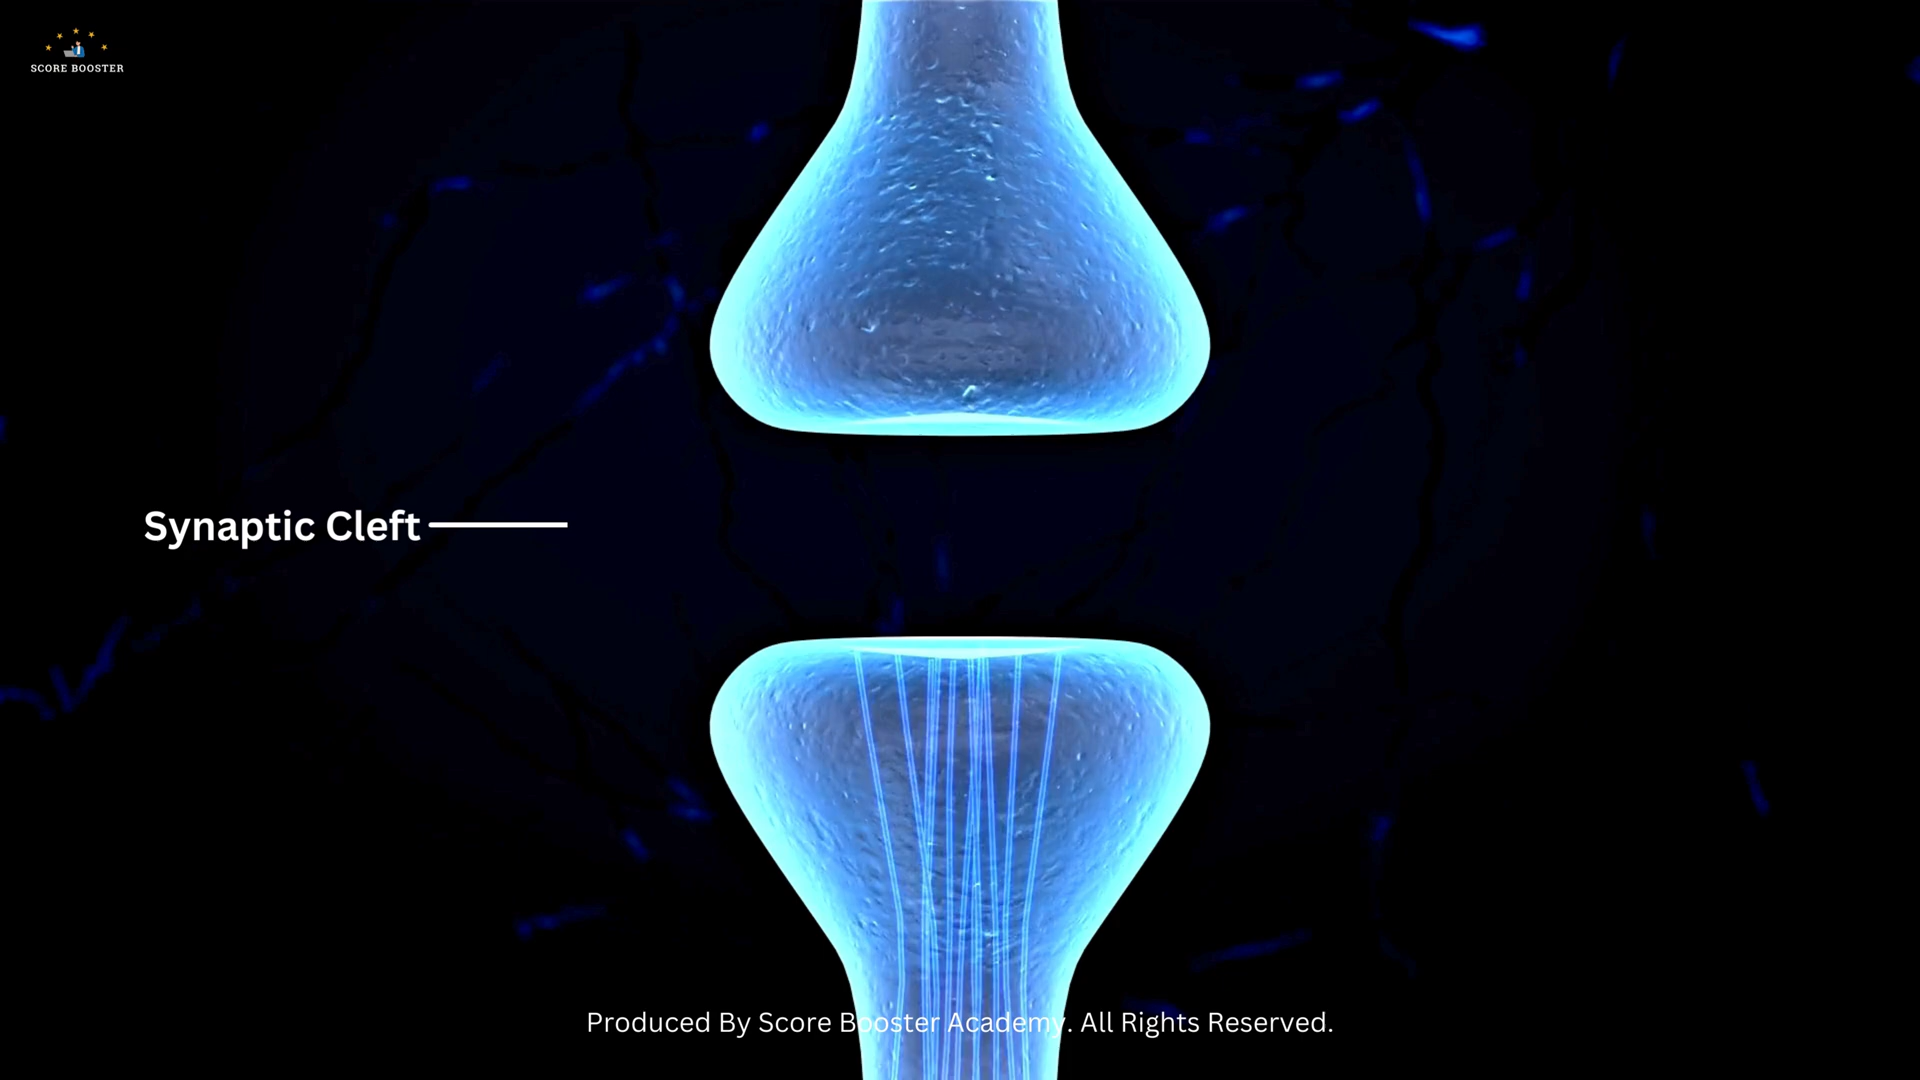 SCORE BOOSTER
Synaptic Cleft
Produced By Score Booster Academy. All Rights Reserved.